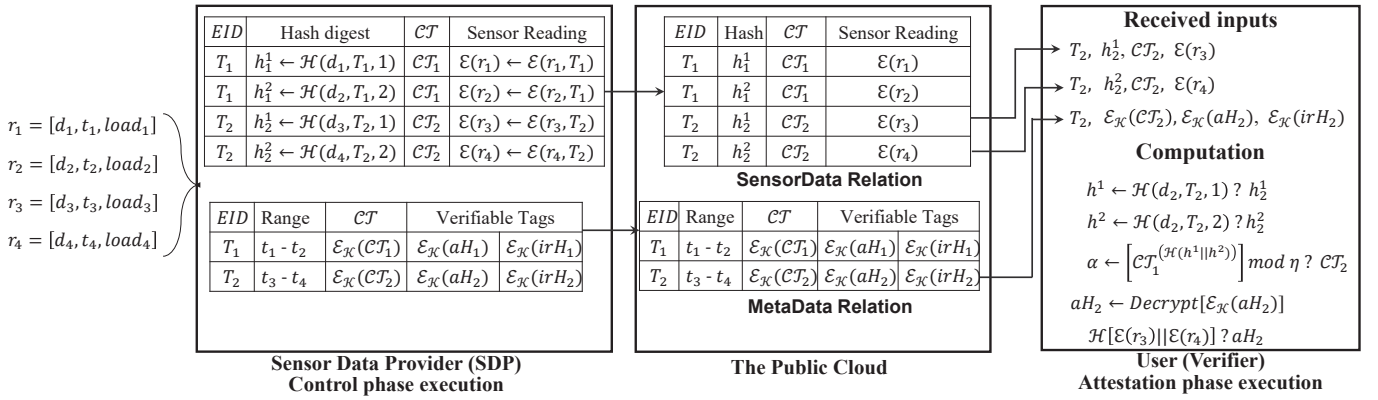 r₁ = [d₁, t₁, load₁]
r₂ = [d₂, t₂, load₂]
r₃ = [d₃, t₃, load₃]
r₄ = [d₄, t₄, load₄]
EID Hash digest 𝒞𝒯 Sensor Reading
T₁ h₁¹ ← ℋ(d₁, T₁, 1) 𝒞𝒯₁ ℰ(r₁) ← ℰ(r₁, T₁)
T₁ h₁² ← ℋ(d₂, T₁, 2) 𝒞𝒯₁ ℰ(r₂) ← ℰ(r₂, T₁)
T₂ h₂¹ ← ℋ(d₃, T₂, 1) 𝒞𝒯₂ ℰ(r₃) ← ℰ(r₃, T₂)
T₂ h₂² ← ℋ(d₄, T₂, 2) 𝒞𝒯₂ ℰ(r₄) ← ℰ(r₄, T₂)
EID Range 𝒞𝒯 Verifiable Tags
T₁ t₁ - t₂ ℰ𝒦(𝒞𝒯₁) ℰ𝒦(aH₁) ℰ𝒦(irH₁)
T₂ t₃ - t₄ ℰ𝒦(𝒞𝒯₂) ℰ𝒦(aH₂) ℰ𝒦(irH₂)
Sensor Data Provider (SDP)
Control phase execution
EID Hash 𝒞𝒯 Sensor Reading
T₁ h₁¹ 𝒞𝒯₁ ℰ(r₁)
T₁ h₁² 𝒞𝒯₁ ℰ(r₂)
T₂ h₂¹ 𝒞𝒯₂ ℰ(r₃)
T₂ h₂² 𝒞𝒯₂ ℰ(r₄)
SensorData Relation
EID Range 𝒞𝒯 Verifiable Tags
T₁ t₁ - t₂ ℰ𝒦(𝒞𝒯₁) ℰ𝒦(aH₁) ℰ𝒦(irH₁)
T₂ t₃ - t₄ ℰ𝒦(𝒞𝒯₂) ℰ𝒦(aH₂) ℰ𝒦(irH₂)
MetaData Relation
The Public Cloud
Received inputs
T₂, h₂¹, 𝒞𝒯₂, ℰ(r₃)
T₂, h₂², 𝒞𝒯₂, ℰ(r₄)
T₂, ℰ𝒦(𝒞𝒯₂), ℰ𝒦(aH₂), ℰ𝒦(irH₂)
Computation
h¹ ← ℋ(d₂, T₂, 1) ? h₂¹
h² ← ℋ(d₂, T₂, 2) ? h₂²
α ← [𝒞𝒯₁^(ℋ(h¹||h²))] mod η ? 𝒞𝒯₂
aH₂ ← Decrypt[ℰ𝒦(aH₂)]
ℋ[ℰ(r₃)||ℰ(r₄)] ? aH₂
User (Verifier)
Attestation phase execution